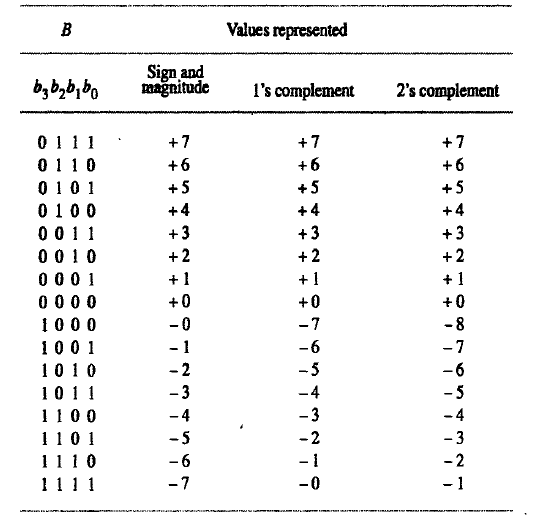 B Values represented
b3b2b1b0 Sign and magnitude 1's complement 2's complement
0 1 1 1 +7 +7 +7
0 1 1 0 +6 +6 +6
0 1 0 1 +5 +5 +5
0 1 0 0 +4 +4 +4
0 0 1 1 +3 +3 +3
0 0 1 0 +2 +2 +2
0 0 0 1 +1 +1 +1
0 0 0 0 +0 +0 +0
1 0 0 0 -0 -7 -8
1 0 0 1 -1 -6 -7
1 0 1 0 -2 -5 -6
1 0 1 1 -3 -4 -5
1 1 0 0 -4 -3 -4
1 1 0 1 -5 -2 -3
1 1 1 0 -6 -1 -2
1 1 1 1 -7 -0 -1